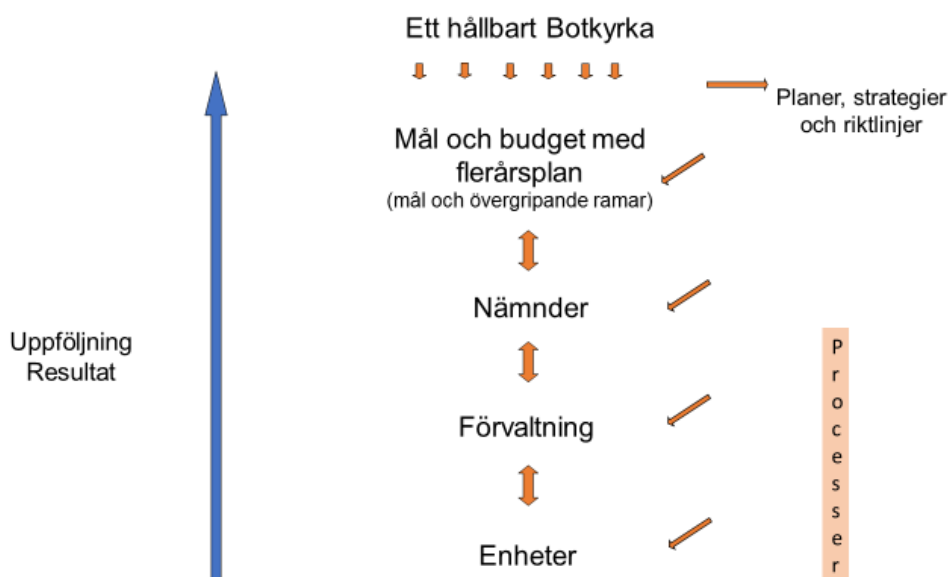 Ett hållbart Botkyrka
Planer, strategier
och riktlinjer
Mål och budget med
flerårsplan
(mål och övergripande ramar)
Nämnder
Uppföljning
Resultat
Förvaltning
Enheter
Processer